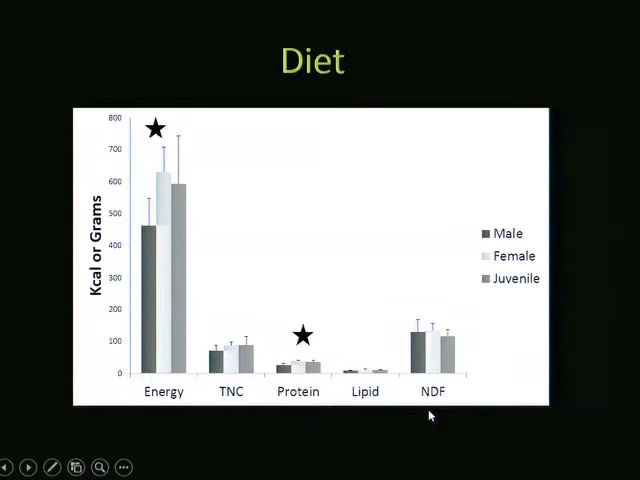 Diet
800
700
600
500
400
300
200
100
0
Kcal or Grams
Male
Female
Juvenile
Energy TNC Protein Lipid NDF